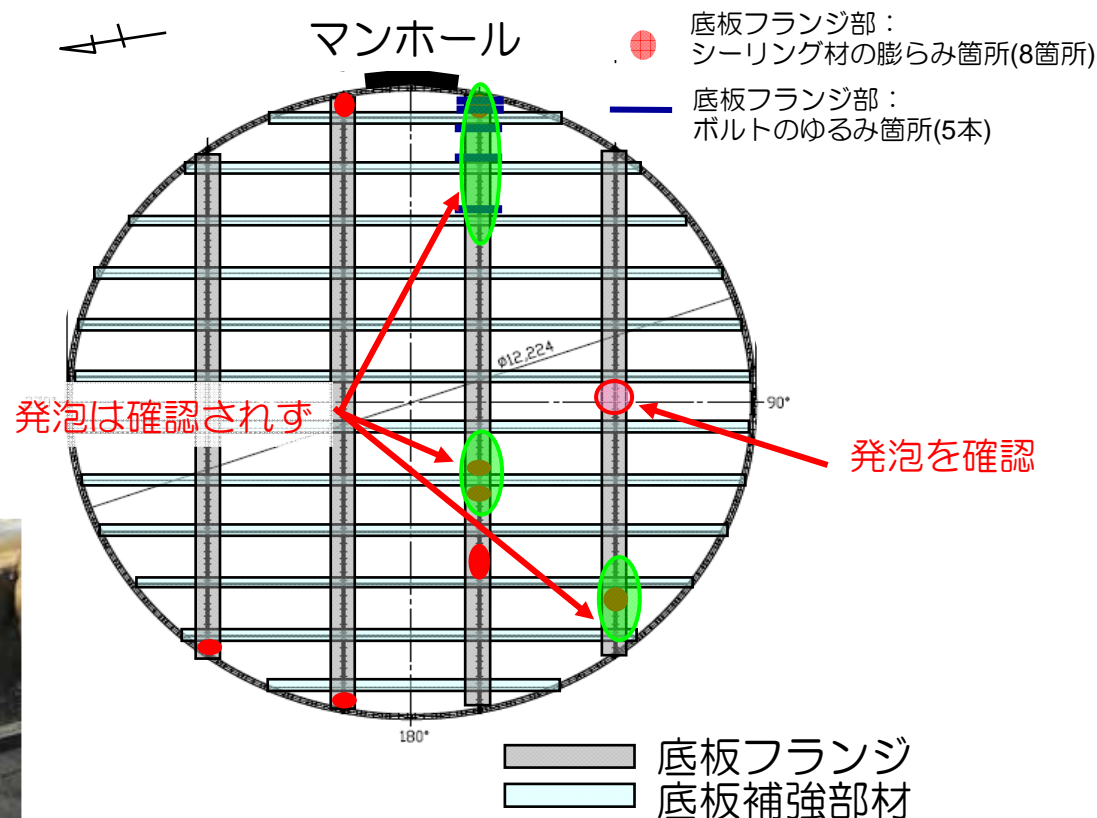 マンホール
底板フランジ部：
シーリング材の膨らみ箇所(8箇所)
底板フランジ部：
ボルトのゆるみ箇所(5本)
ø12,224
発泡は確認されず
90°
発泡を確認
180°
底板フランジ
底板補強部材